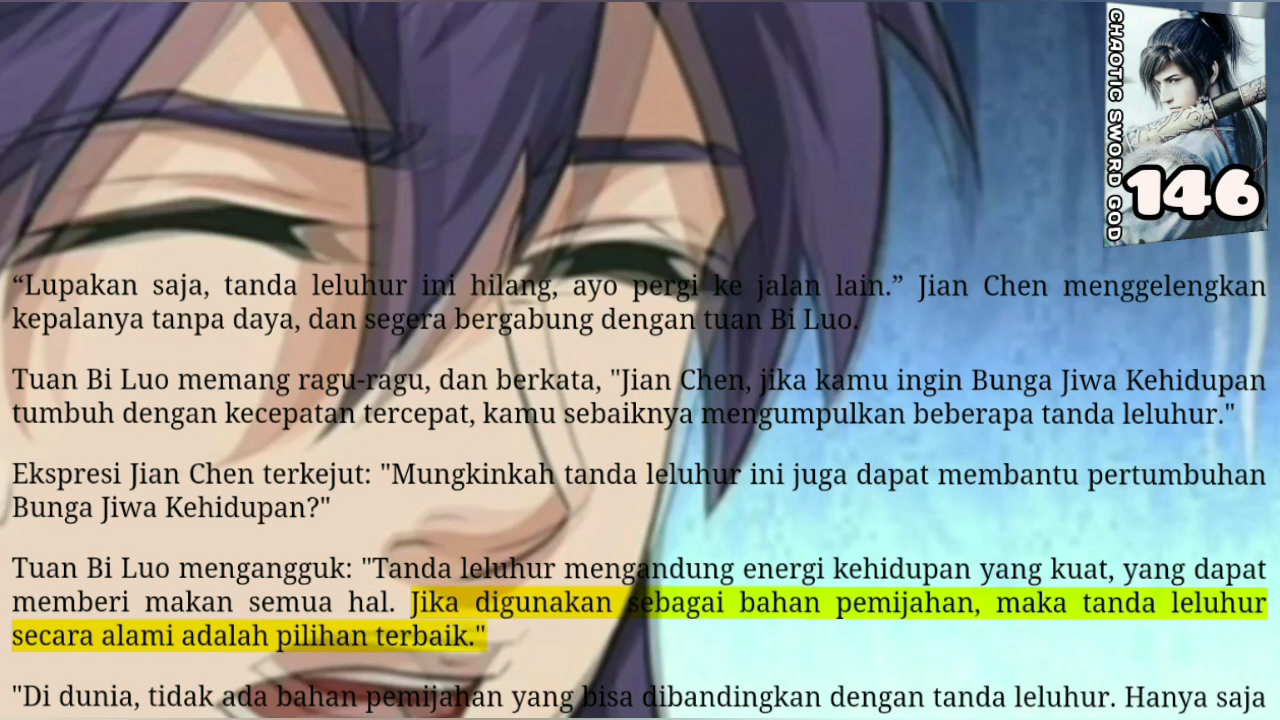 CHAOTIC SWORD GOD
146
“Lupakan saja, tanda leluhur ini hilang, ayo pergi ke jalan lain.” Jian Chen menggelengkan
kepalanya tanpa daya, dan segera bergabung dengan tuan Bi Luo.
Tuan Bi Luo memang ragu-ragu, dan berkata, "Jian Chen, jika kamu ingin Bunga Jiwa Kehidupan
tumbuh dengan kecepatan tercepat, kamu sebaiknya mengumpulkan beberapa tanda leluhur."
Ekspresi Jian Chen terkejut: "Mungkinkah tanda leluhur ini juga dapat membantu pertumbuhan
Bunga Jiwa Kehidupan?"
Tuan Bi Luo mengangguk: "Tanda leluhur mengandung energi kehidupan yang kuat, yang dapat
memberi makan semua hal. Jika digunakan sebagai bahan pemijahan, maka tanda leluhur
secara alami adalah pilihan terbaik."
"Di dunia, tidak ada bahan pemijahan yang bisa dibandingkan dengan tanda leluhur. Hanya saja